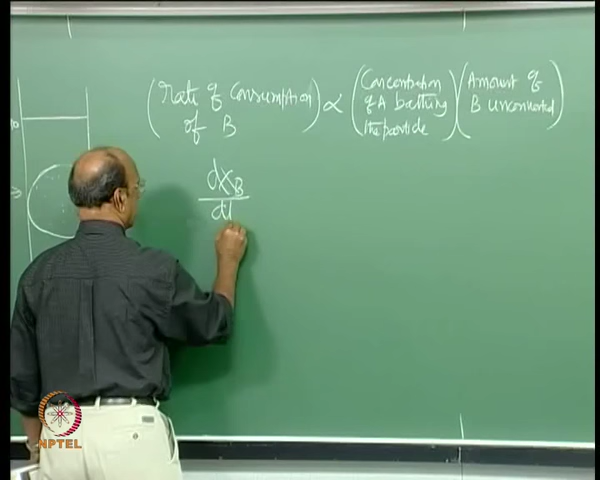 (Rate of Consumption of B) ∝ (Concentration of A bathing the particle) (Amount of B unconverted)
dX_B
dt
NPTEL